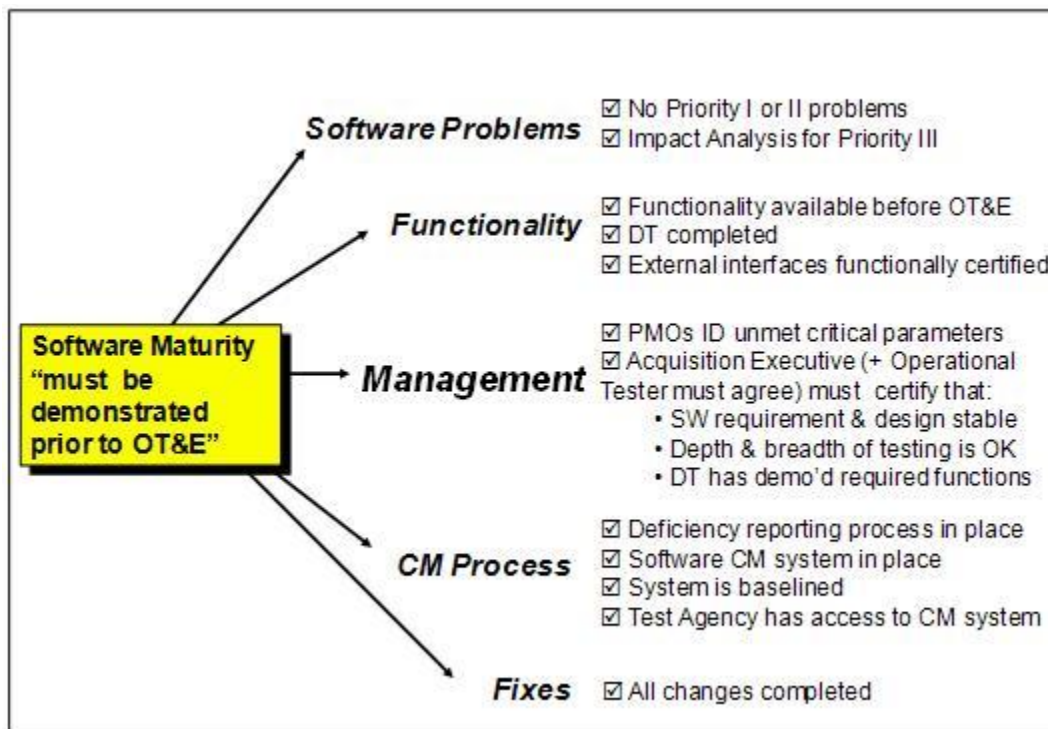 Software Problems
☑ No Priority I or II problems
☑ Impact Analysis for Priority III
Functionality
☑ Functionality available before OT&E
☑ DT completed
☑ External interfaces functionally certified
Software Maturity
“must be
demonstrated
prior to OT&E”
Management
☑ PMOs ID unmet critical parameters
☑ Acquisition Executive (+ Operational
Tester must agree) must certify that:
• SW requirement & design stable
• Depth & breadth of testing is OK
• DT has demo’d required functions
CM Process
☑ Deficiency reporting process in place
☑ Software CM system in place
☑ System is baselined
☑ Test Agency has access to CM system
Fixes
☑ All changes completed